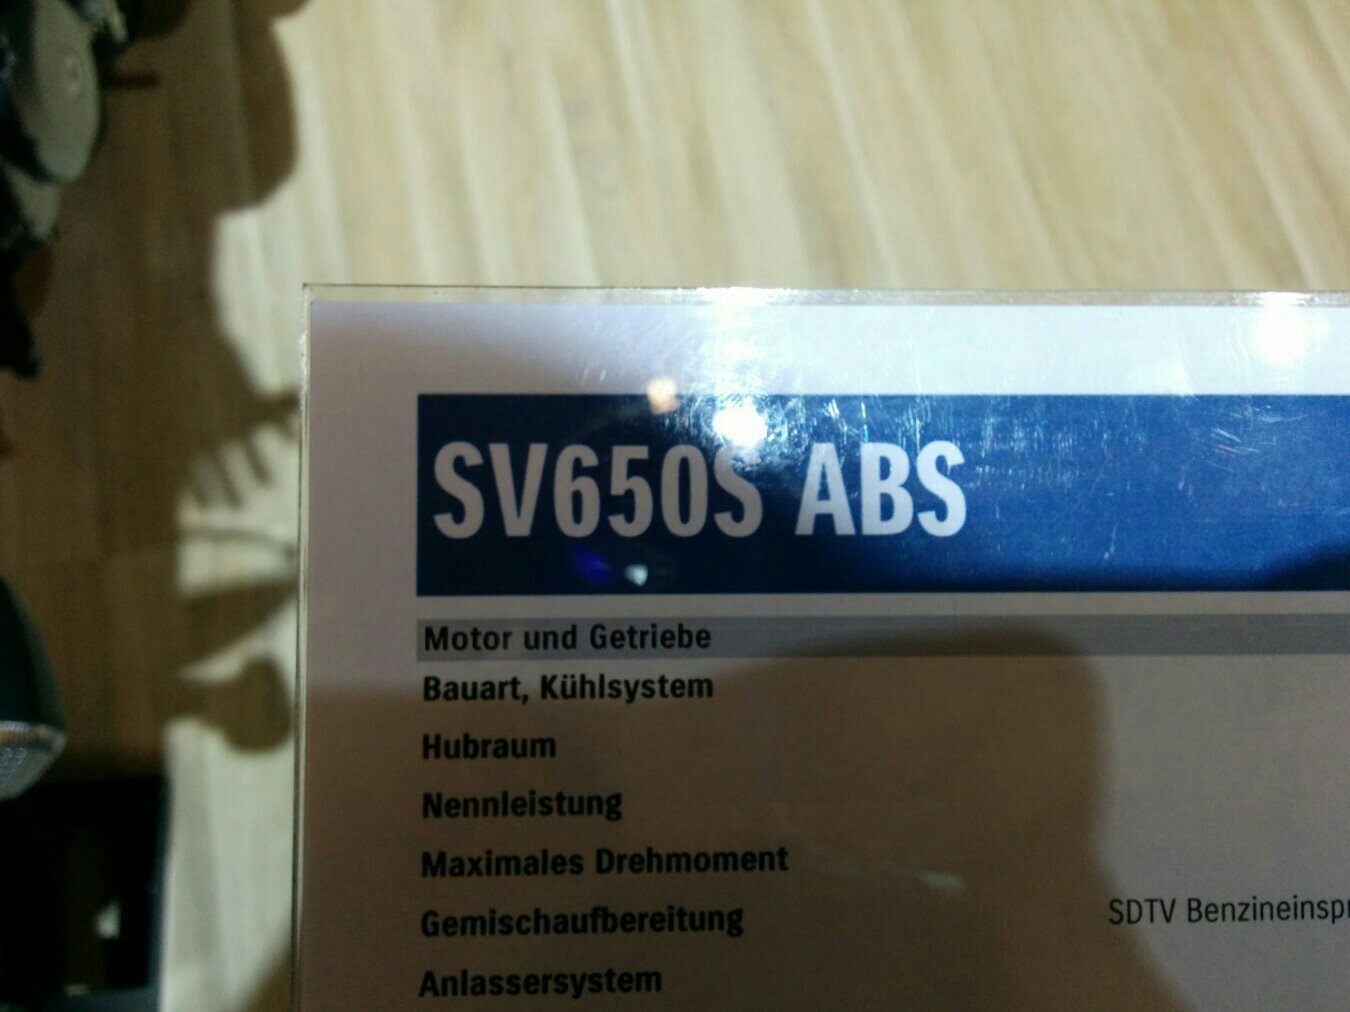 SV650S ABS
Motor und Getriebe
Bauart, Kühlsystem
Hubraum
Nennleistung
Maximales Drehmoment
Gemischaufbereitung
SDTV Benzineinspr
Anlassersystem